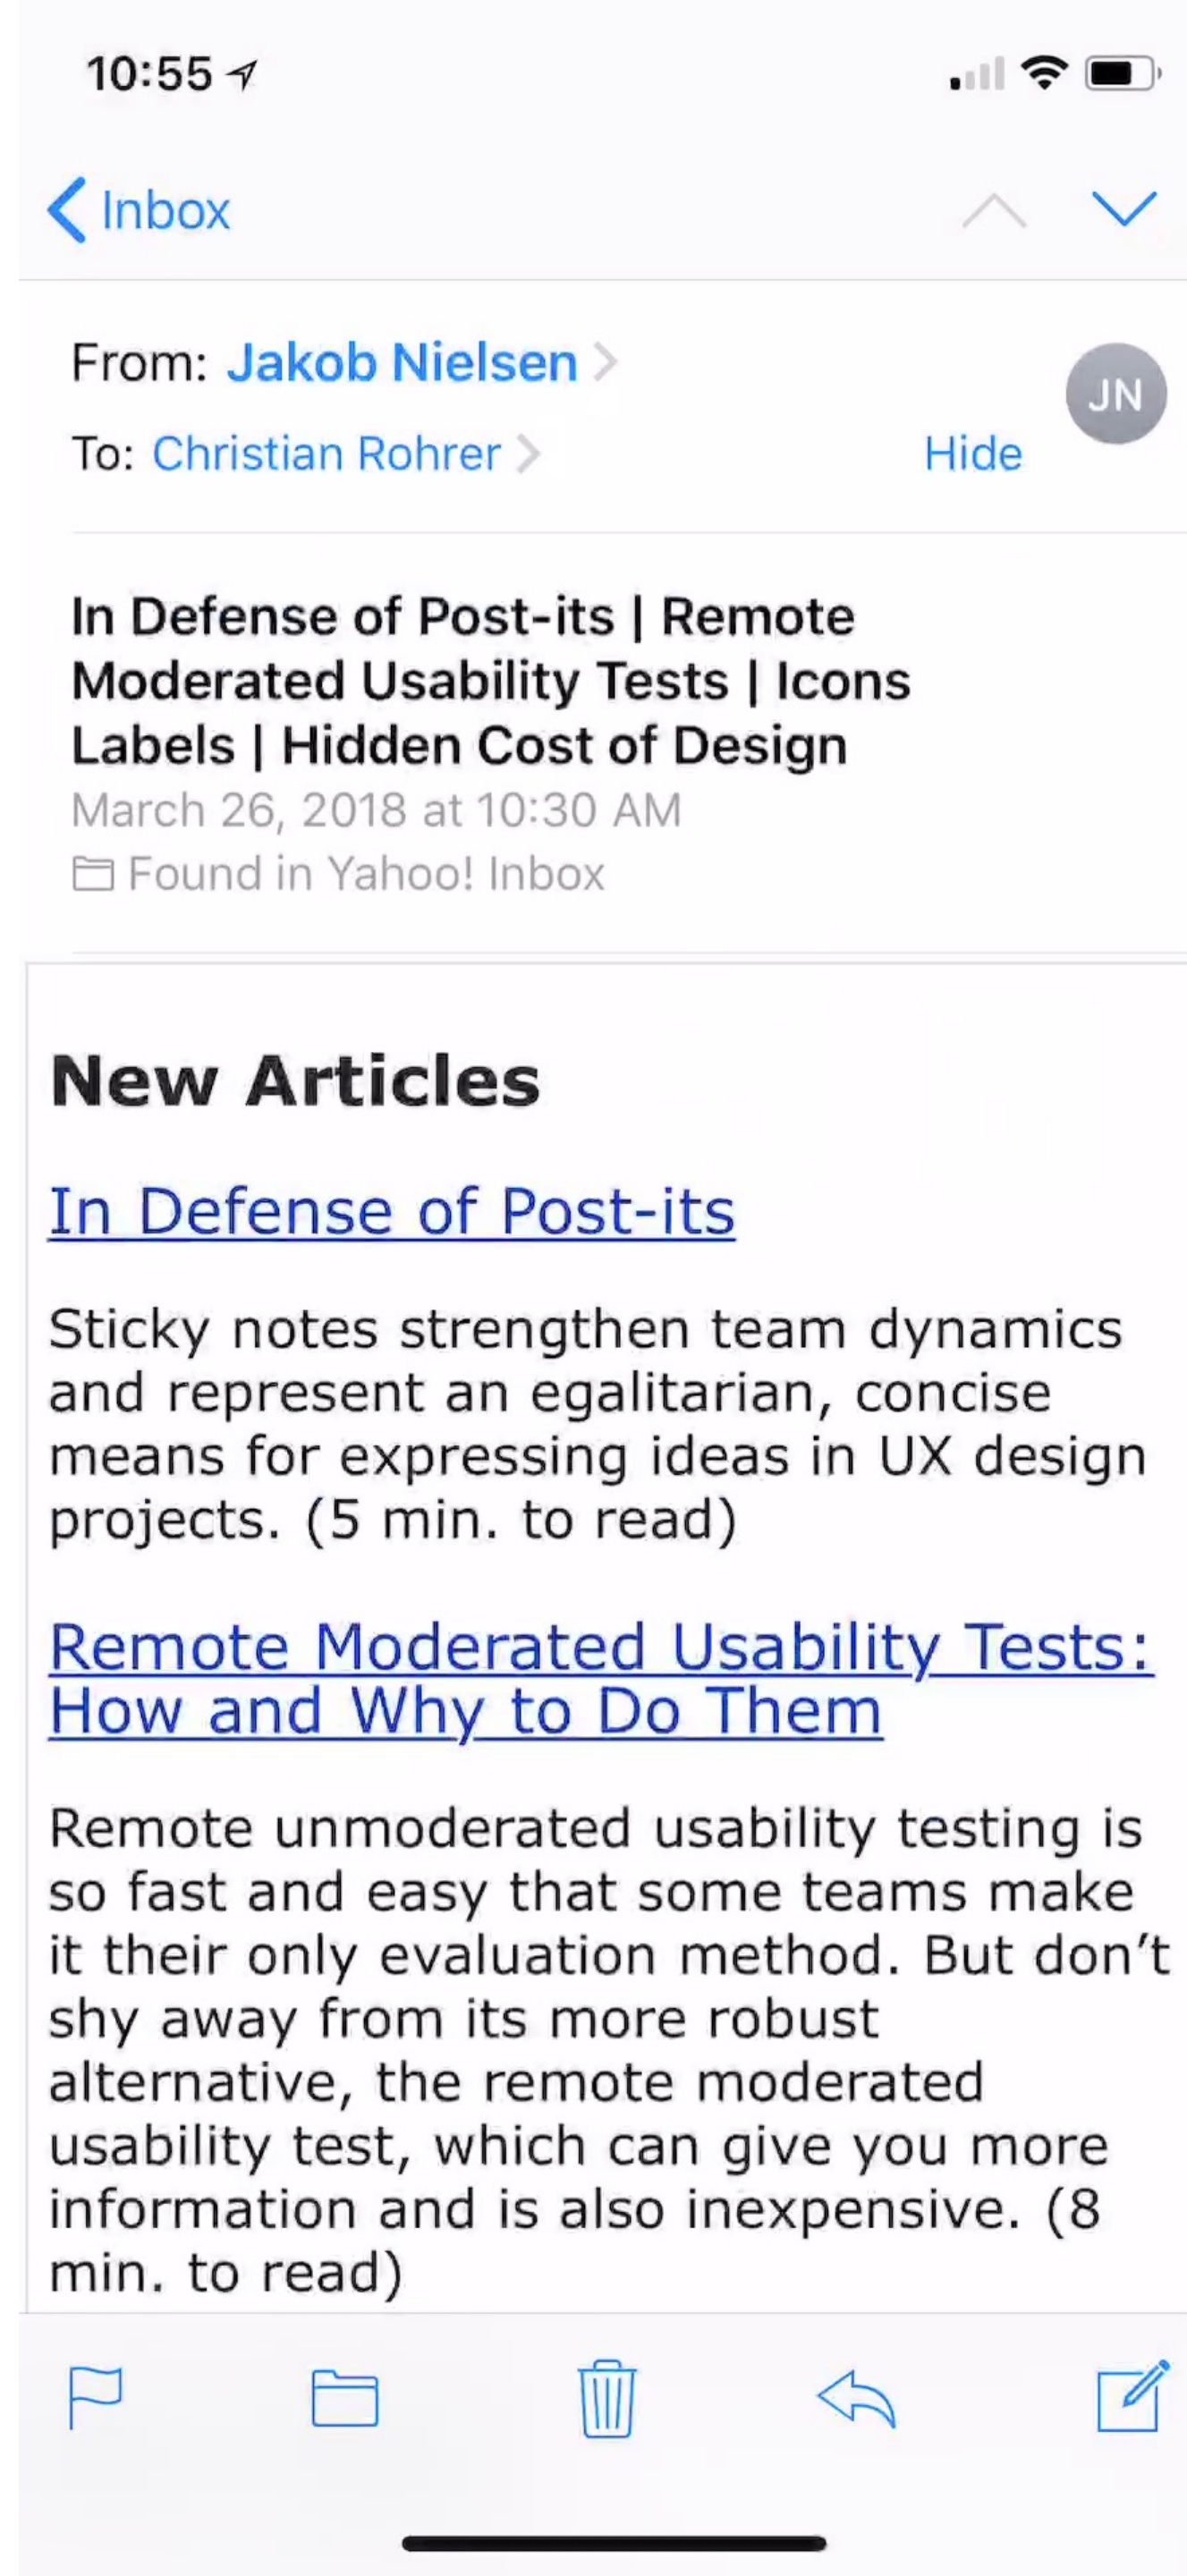 10:55
Inbox
From: Jakob Nielsen
JN
To: Christian Rohrer
Hide
In Defense of Post-its | Remote
Moderated Usability Tests | Icons
Labels | Hidden Cost of Design
March 26, 2018 at 10:30 AM
Found in Yahoo! Inbox
New Articles
In Defense of Post-its
Sticky notes strengthen team dynamics
and represent an egalitarian, concise
means for expressing ideas in UX design
projects. (5 min. to read)
Remote Moderated Usability Tests:
How and Why to Do Them
Remote unmoderated usability testing is
so fast and easy that some teams make
it their only evaluation method. But don’t
shy away from its more robust
alternative, the remote moderated
usability test, which can give you more
information and is also inexpensive. (8
min. to read)